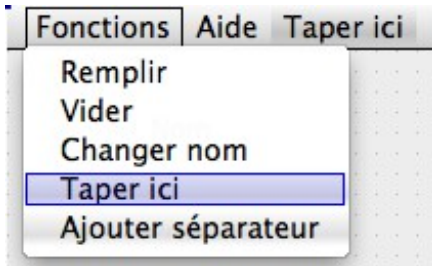 Fonctions Aide Taper ici
Remplir
Vider
Changer nom
Taper ici
Ajouter séparateur